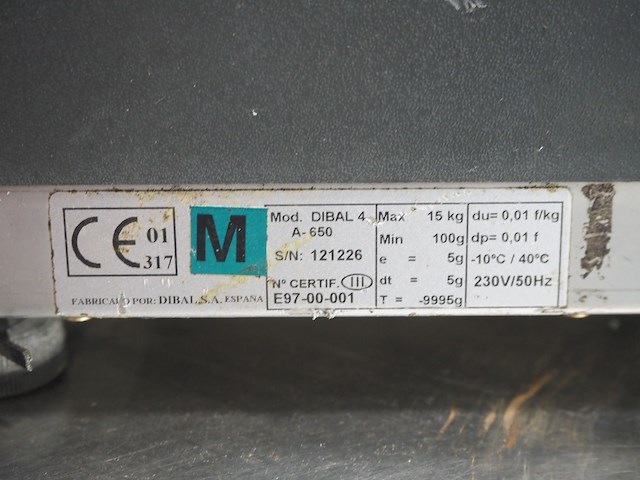 CE 01
317
FABRICADO POR: DIBAL, S.A. ESPAÑA
M
Mod. DIBAL 4
A-650
S/N: 121226
Nº CERTIF. III
E97-00-001
Max 15 kg
Min 100g
e = 5g
dt = 5g
T = -9995g
du= 0,01 f/kg
dp= 0,01 f
-10°C / 40°C
230V/50Hz